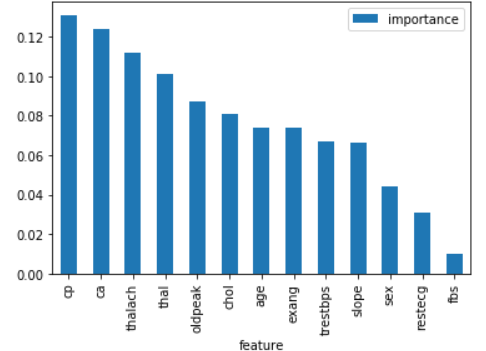 importance
0.12
0.10
0.08
0.06
0.04
0.02
0.00
cp ca thalach thal oldpeak chol age exang trestbps slope sex restecg fbs
feature